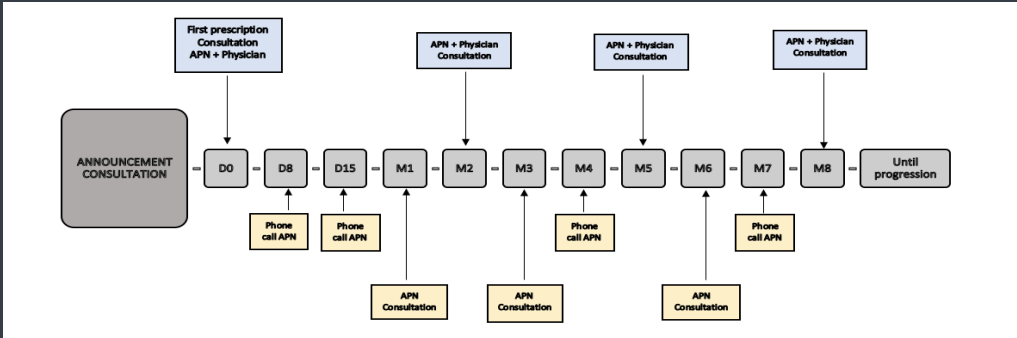 First prescription
Consultation
APN + Physician
APN + Physician
Consultation
APN + Physician
Consultation
APN + Physician
Consultation
ANNOUNCEMENT
CONSULTATION
D0
D8
D15
M1
M2
M3
M4
M5
M6
M7
M8
Until
progression
Phone
call APN
Phone
call APN
Phone
call APN
Phone
call APN
APN
Consultation
APN
Consultation
APN
Consultation